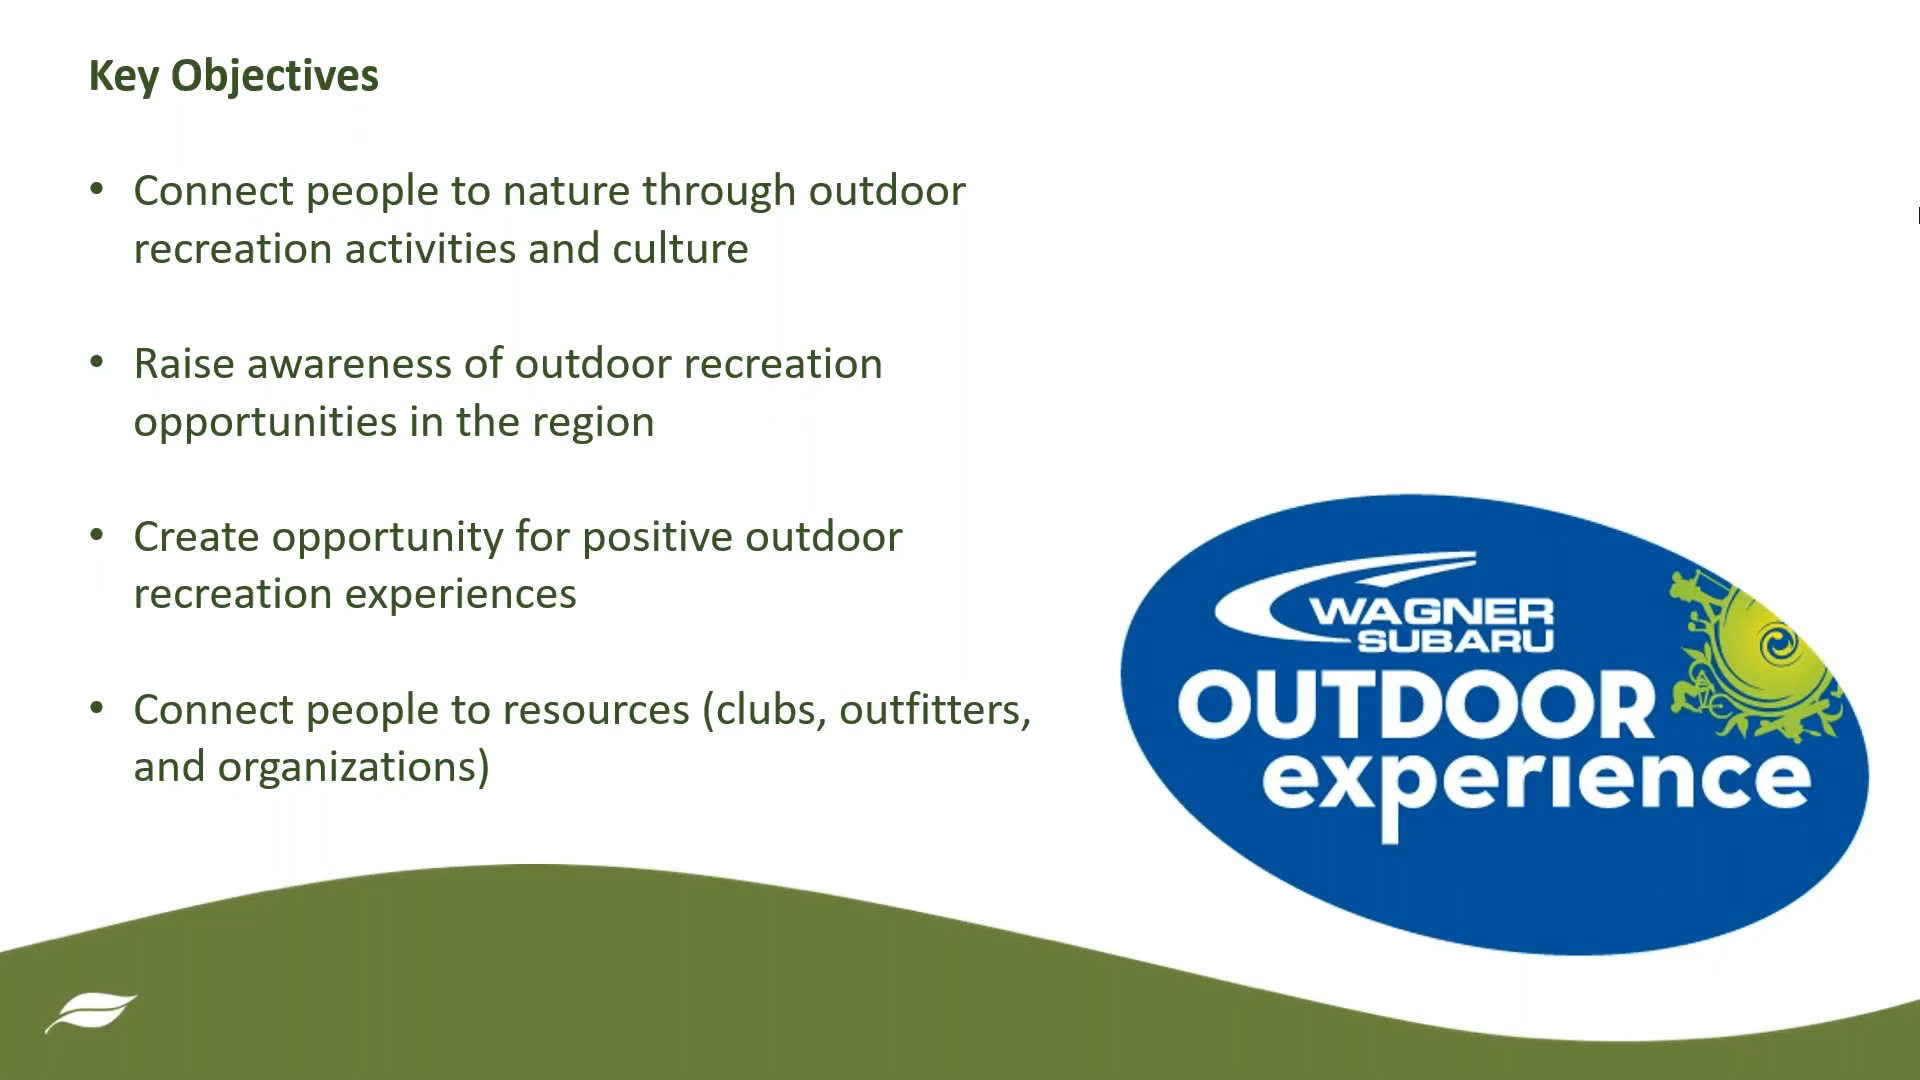 Key Objectives
• Connect people to nature through outdoor
recreation activities and culture
• Raise awareness of outdoor recreation
opportunities in the region
• Create opportunity for positive outdoor
recreation experiences
• Connect people to resources (clubs, outfitters,
and organizations)
WAGNER
SUBARU
OUTDOOR
experience